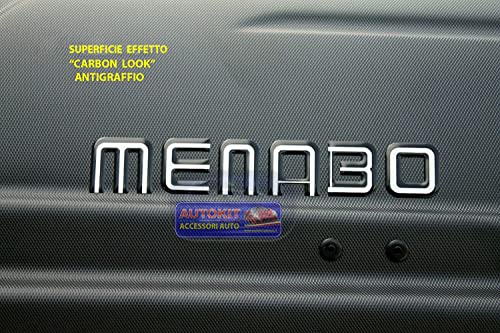 SUPERFICIE EFFETTO
“CARBON LOOK”
ANTIGRAFFIO
MENABO
AUTOKIT
ACCESSORI AUTO